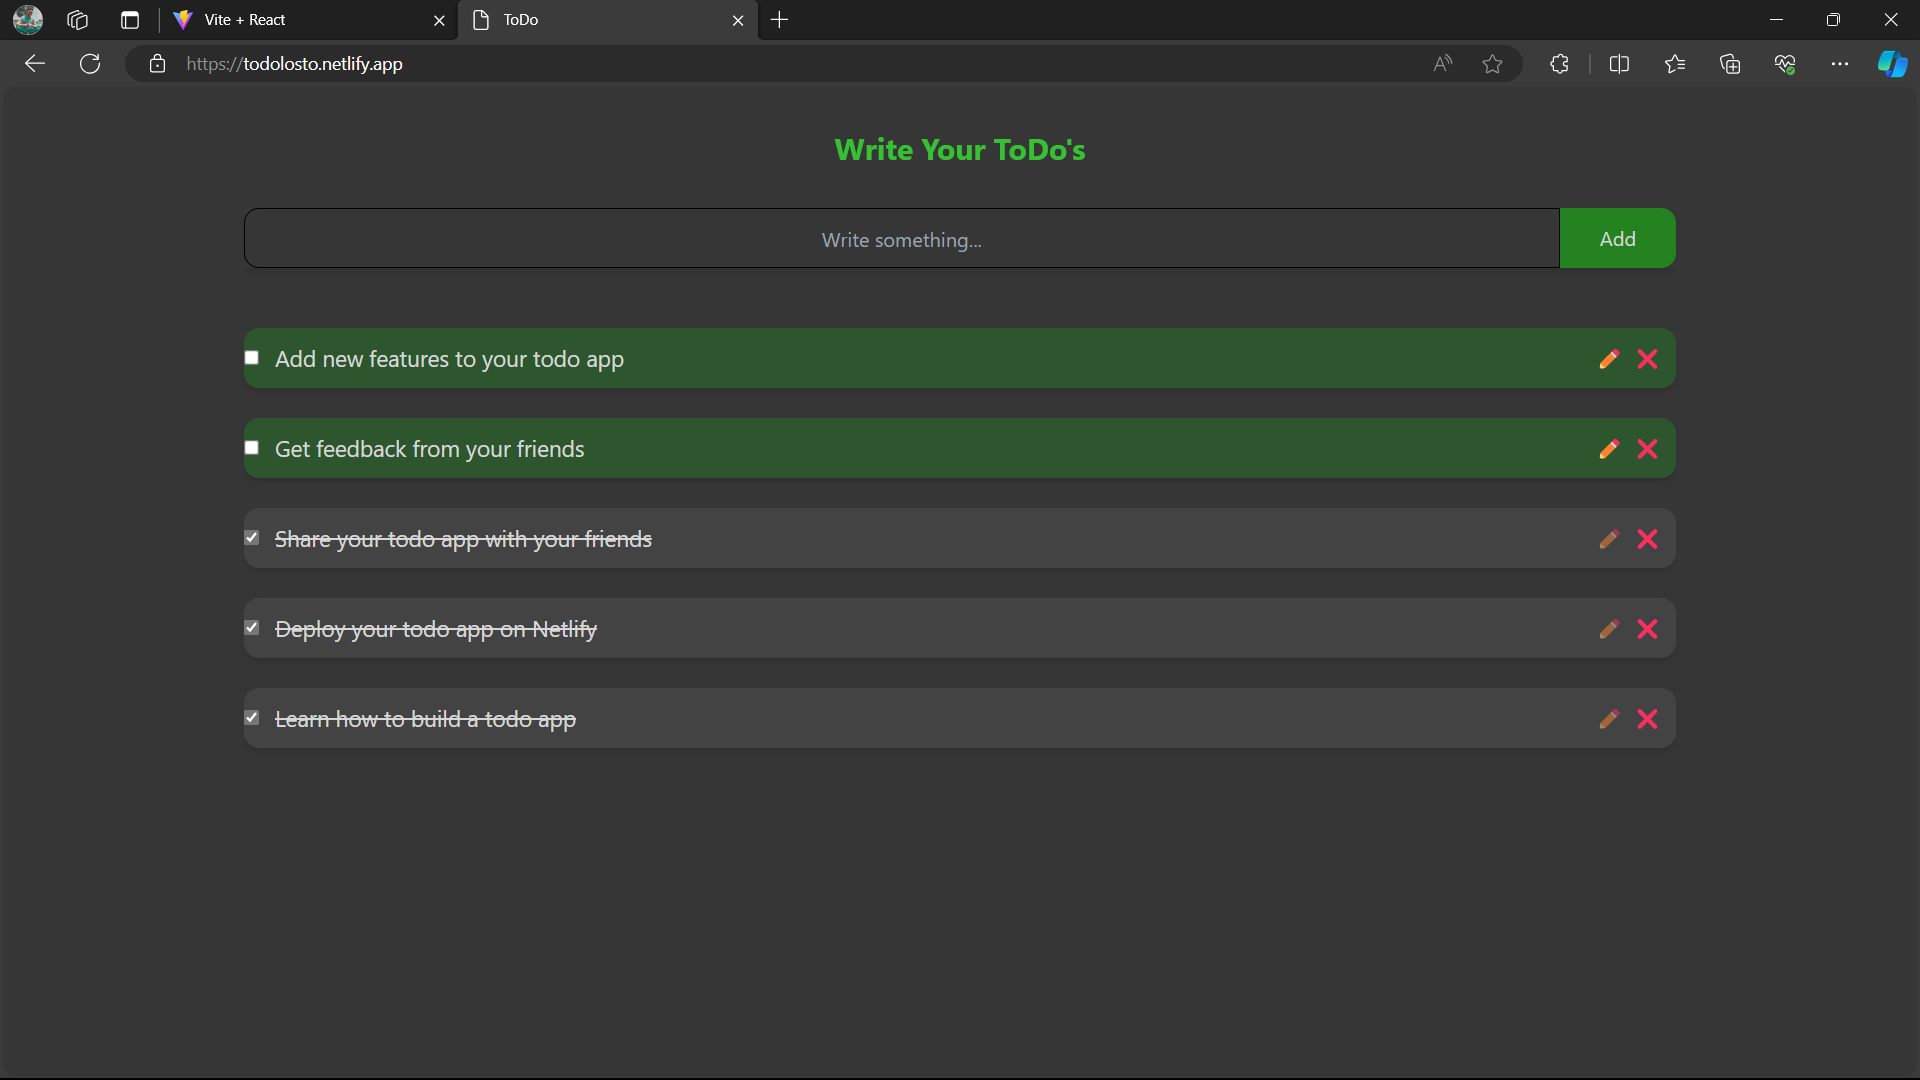 Vite + React
ToDo
https://todolosto.netlify.app
Write Your ToDo's
Write something...
Add
Add new features to your todo app
Get feedback from your friends
Share your todo app with your friends
Deploy your todo app on Netlify
Learn how to build a todo app